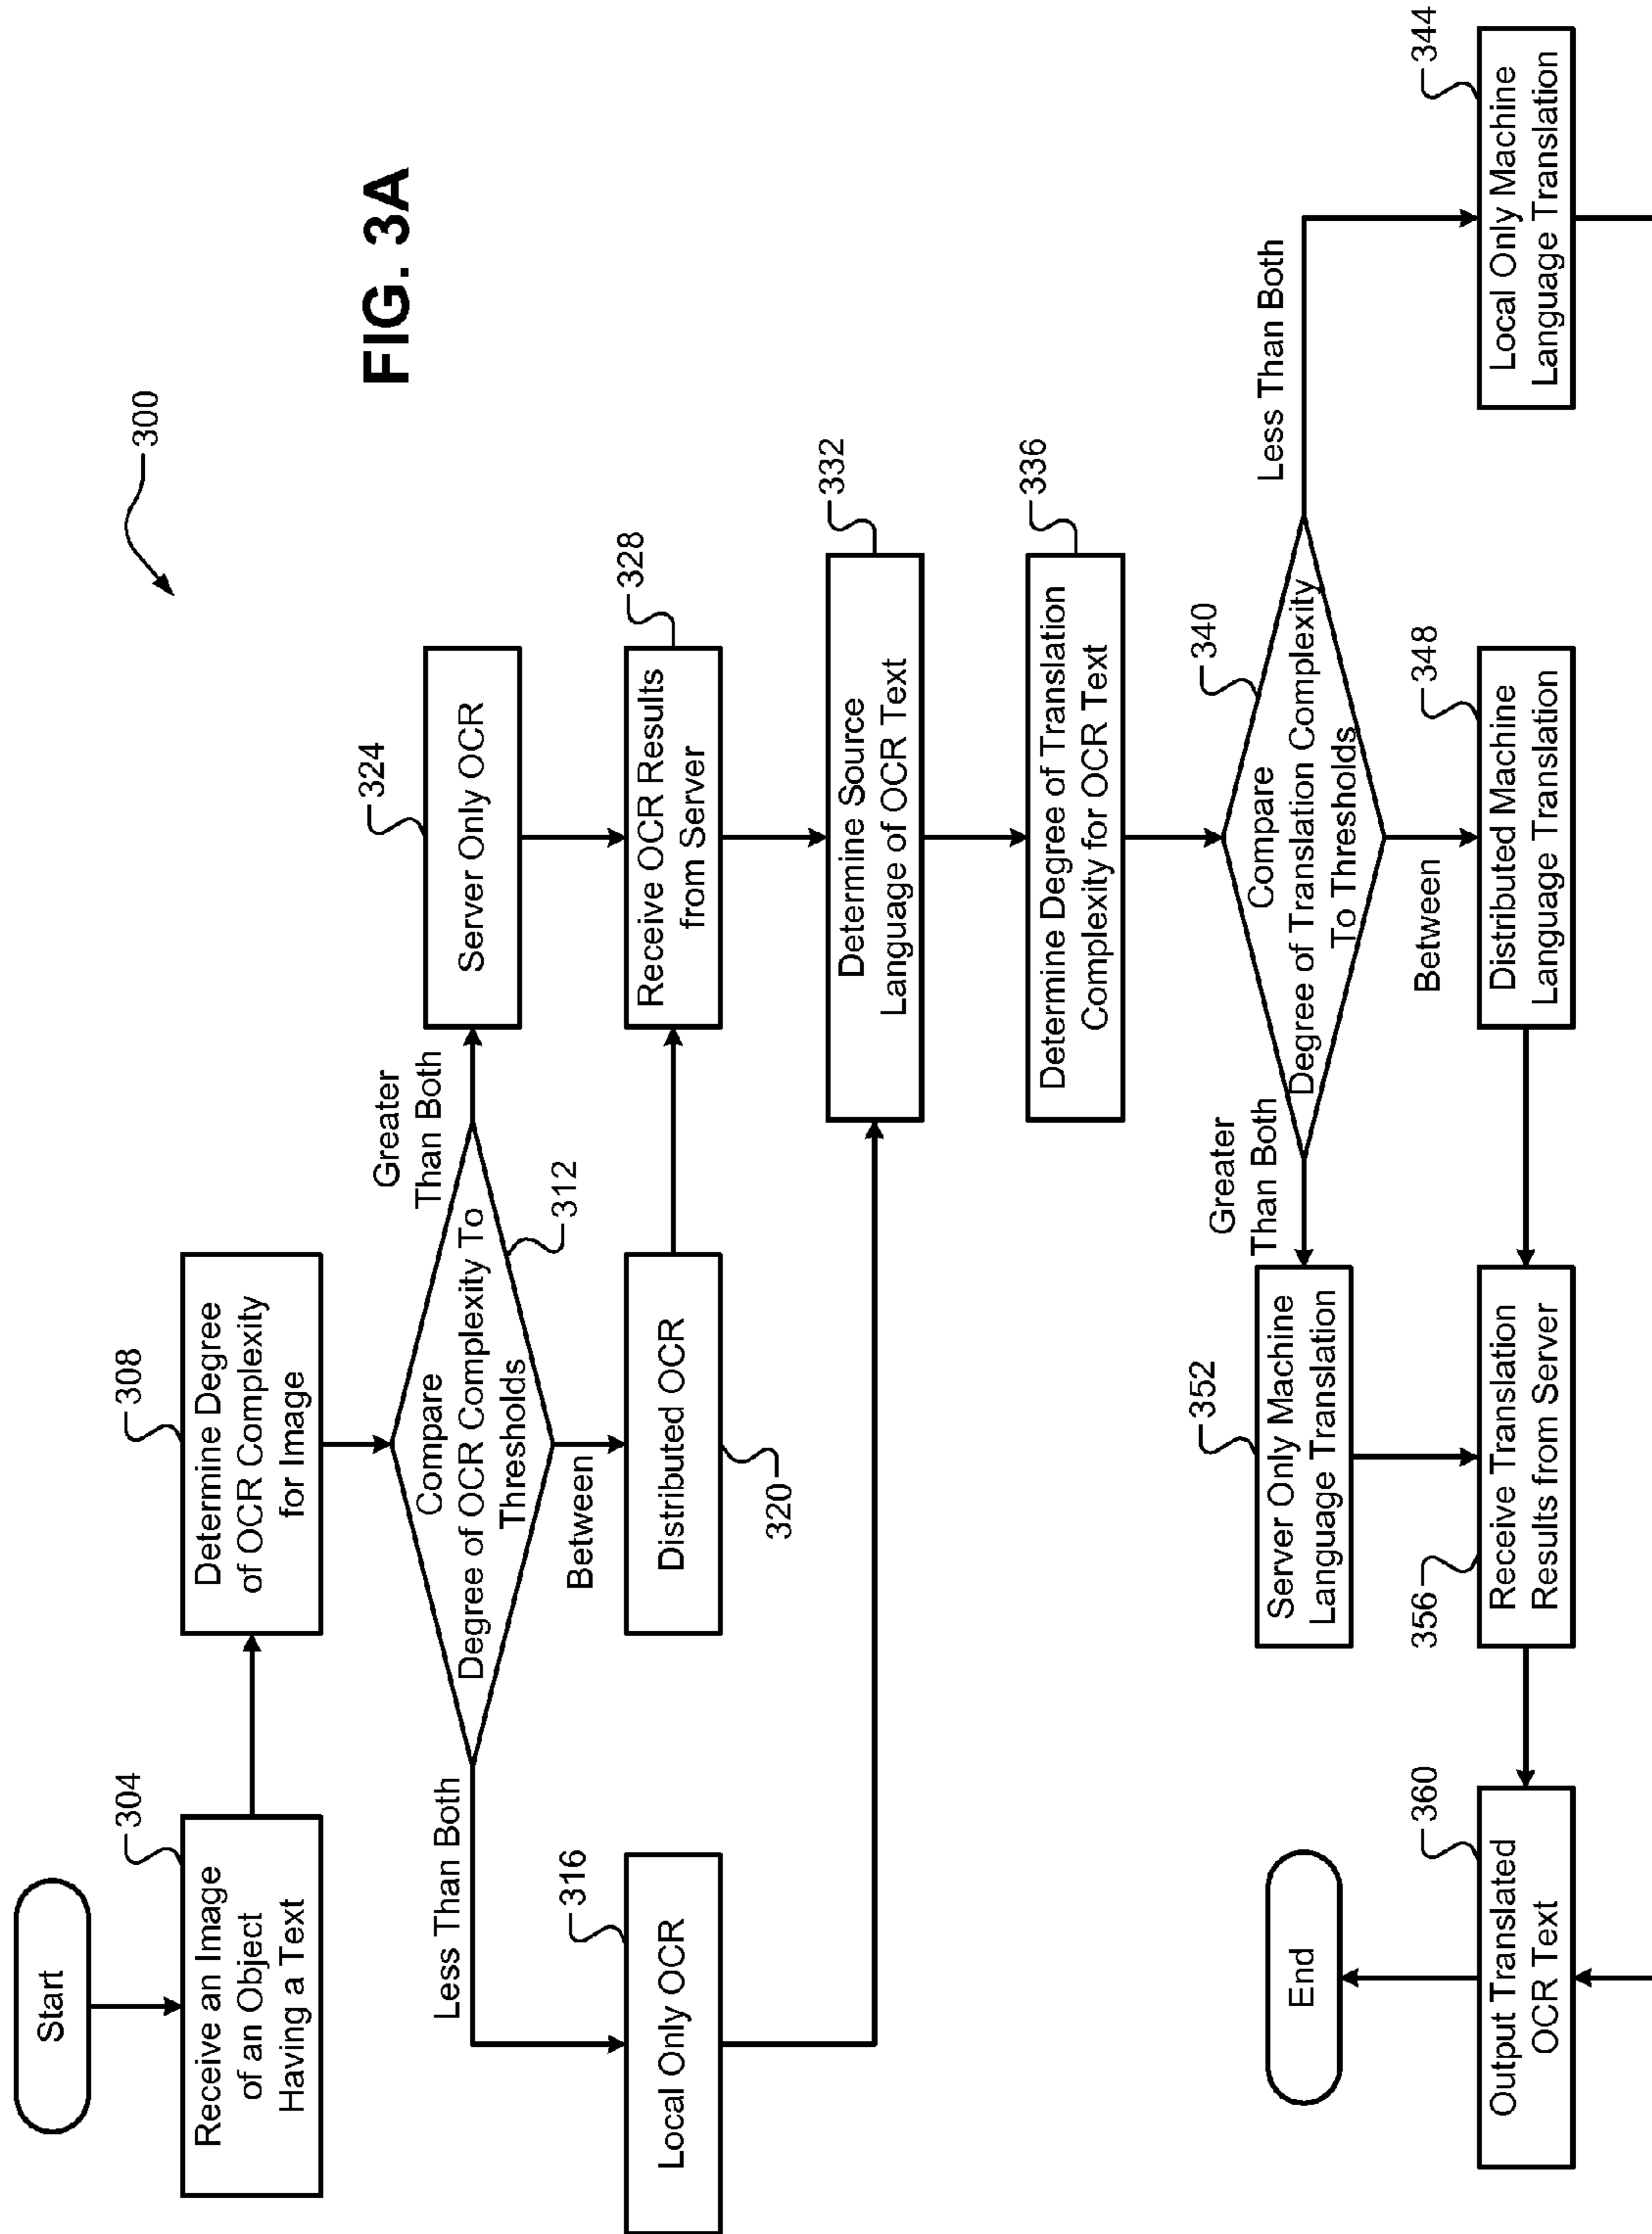 FIG. 3A
300
Start
304
Receive an Image
of an Object
Having a Text
308
Determine Degree
of OCR Complexity
for Image
312
Compare
Degree of OCR Complexity To
Thresholds
Less Than Both
Between
Greater
Than Both
316
Local Only OCR
320
Distributed OCR
324
Server Only OCR
328
Receive OCR Results
from Server
332
Determine Source
Language of OCR Text
336
Determine Degree of Translation
Complexity for OCR Text
340
Compare
Degree of Translation Complexity
To Thresholds
Greater
Than Both
Between
Less Than Both
344
Local Only Machine
Language Translation
348
Distributed Machine
Language Translation
352
Server Only Machine
Language Translation
356
Receive Translation
Results from Server
360
Output Translated
OCR Text
End